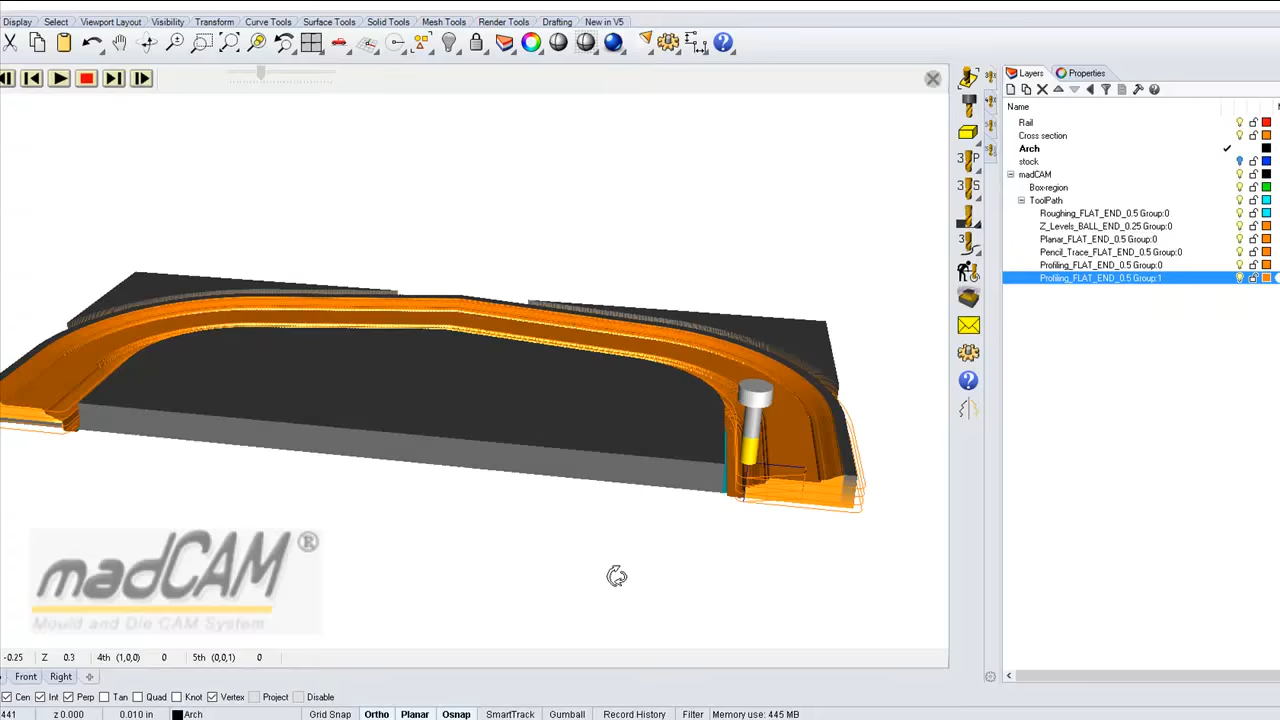 Display Select Viewport Layout Visibility Transform Curve Tools Surface Tools Solid Tools Mesh Tools Render Tools Drafting New in V5
Layers Properties
Name
Rail
Cross section
Arch
stock
madCAM
Box-region
ToolPath
Roughing_FLAT_END_0.5 Group:0
Z_Levels_BALL_END_0.25 Group:0
Planar_FLAT_END_0.5 Group:0
Pencil_Trace_FLAT_END_0.5 Group:0
Profiling_FLAT_END_0.5 Group:0
Profiling_FLAT_END_0.5 Group:1
3P
3S
3
madCAM ®
Mould and Die CAM System
-0.25 Z 0.3 4th (1,0,0) 0 5th (0,0,1) 0
Front Right
Cen Int Perp Tan Quad Knot Vertex Project Disable
441 z 0.000 0.010 in Arch Grid Snap Ortho Planar Osnap SmartTrack Gumball Record History Filter Memory use: 445 MB